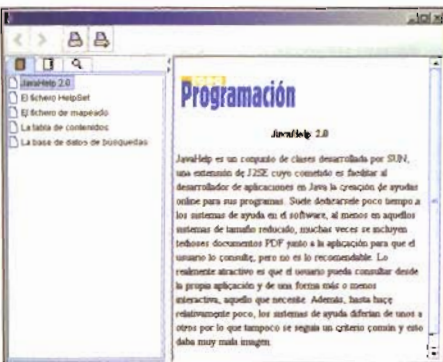 JavaHelp 2.0
El fichero HelpSet
El fichero de mapeado
La tabla de contenidos
La base de datos de búsquedas
Programación
JavaHelp 2.0
JavaHelp es un conjunto de clases desarrollada por SUN,
una extensión de J2SE cuyo cometido es facilitar al
desarrollador de aplicaciones en Java la creación de ayudas
online para sus programas. Suele dedicarsele poco tiempo a
los sistemas de ayuda en el software, al menos en aquellos
sistemas de tamaño reducido, muchas veces se incluyen
tediosos documentos PDF junto a la aplicación para que el
usuario lo consulte, pero no es lo recomendable. Lo
realmente atractivo es que el usuario pueda consultar desde
la propia aplicación y de una forma más o menos
interactiva, aquello que necesite. Además, hasta hace
relativamente poco, los sistemas de ayuda diferían de unos a
otros por lo que tampoco se seguía un criterio común y esto
daba muy mala imagen.